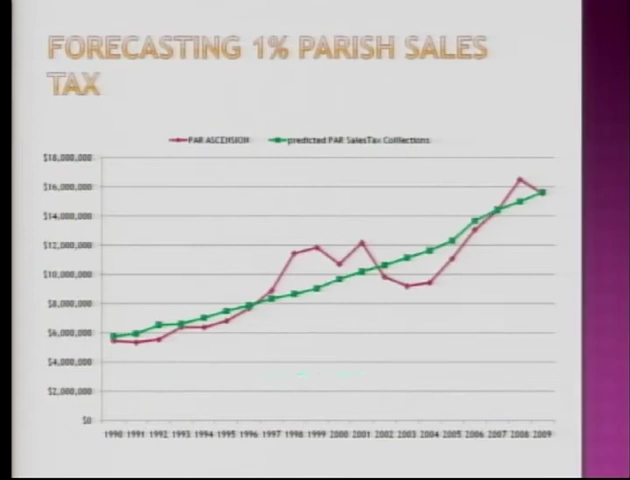 FORECASTING 1% PARISH SALES
TAX
PAR ASCENSION predicted PAR SalesTax Colllections
$18,000,000
$16,000,000
$14,000,000
$12,000,000
$10,000,000
$8,000,000
$6,000,000
$4,000,000
$2,000,000
$0
1990 1991 1992 1993 1994 1995 1996 1997 1998 1999 2000 2001 2002 2003 2004 2005 2006 2007 2008 2009